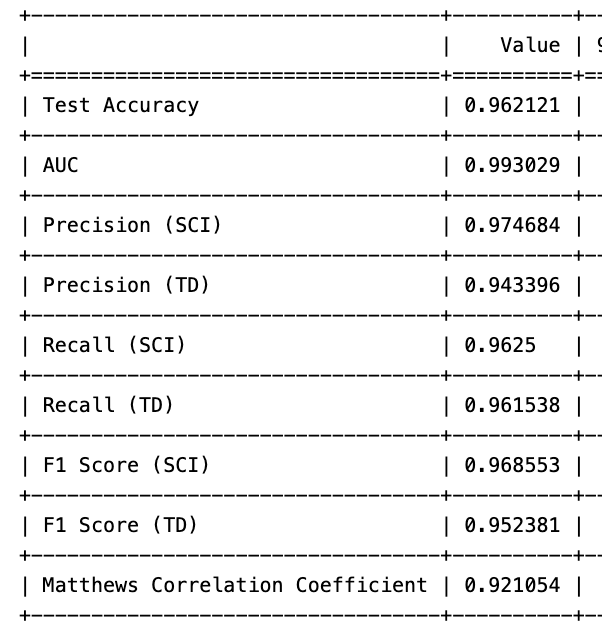 Value
Test Accuracy 0.962121
AUC 0.993029
Precision (SCI) 0.974684
Precision (TD) 0.943396
Recall (SCI) 0.9625
Recall (TD) 0.961538
F1 Score (SCI) 0.968553
F1 Score (TD) 0.952381
Matthews Correlation Coefficient 0.921054